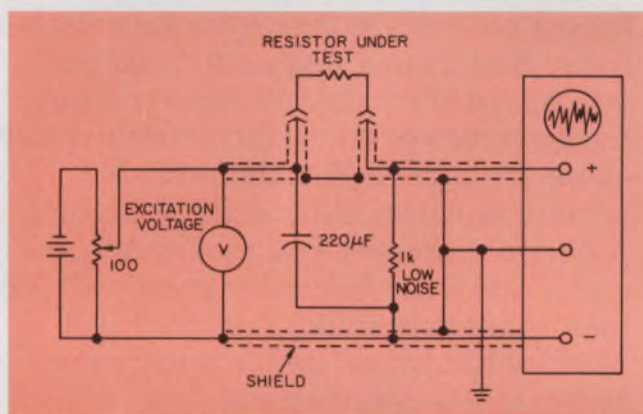 RESISTOR UNDER
TEST
+
EXCITATION
VOLTAGE
V
100
220µF
1k
LOW
NOISE
−
SHIELD